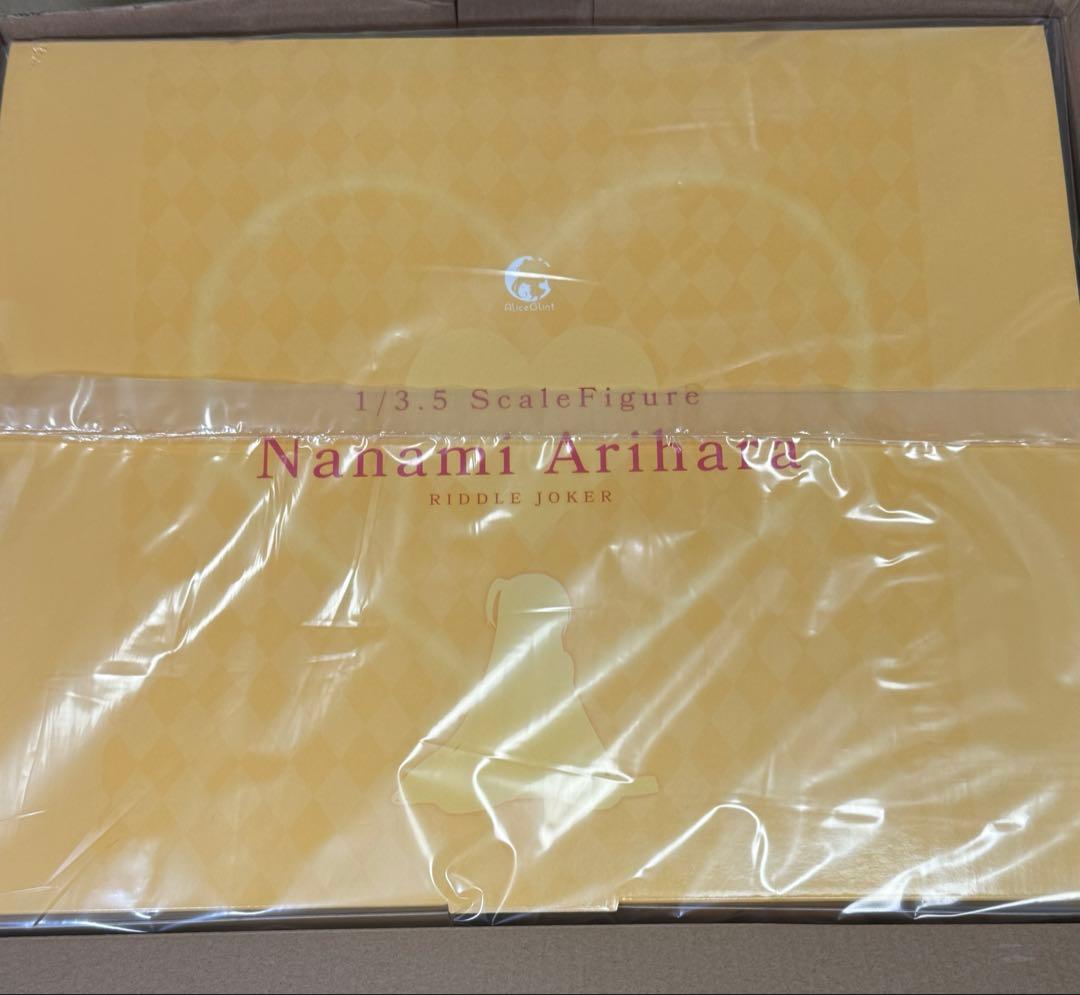 AliceGlint
1/3.5 ScaleFigure
Nanami Arihara
RIDDLE JOKER